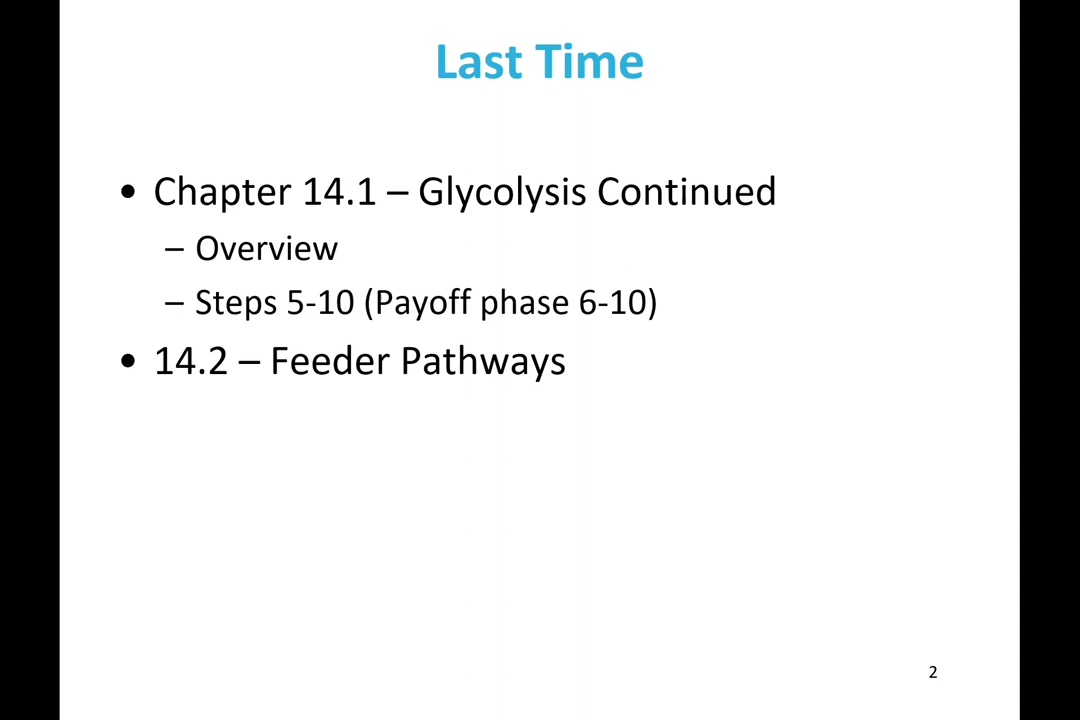 Last Time
• Chapter 14.1 – Glycolysis Continued
– Overview
– Steps 5-10 (Payoff phase 6-10)
• 14.2 – Feeder Pathways
2